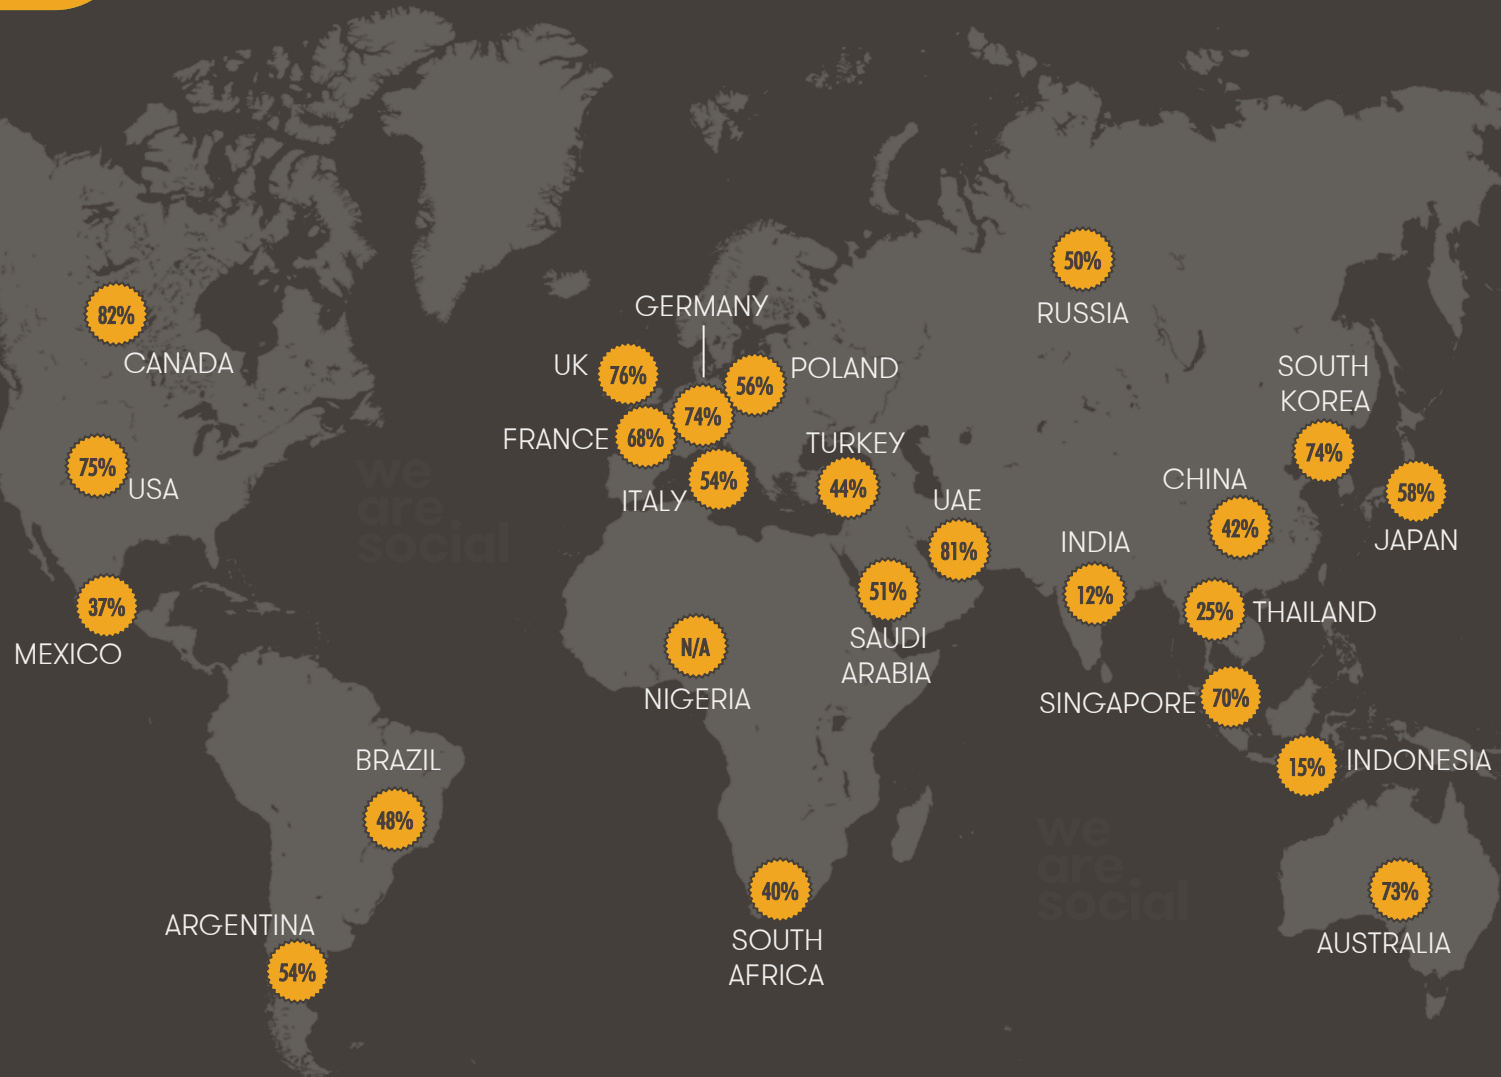 50%
RUSSIA
82%
CANADA
GERMANY
UK
76%
56%
POLAND
74%
FRANCE
68%
SOUTH
KOREA
74%
TURKEY
44%
75%
USA
ITALY
54%
UAE
81%
CHINA
42%
58%
JAPAN
we
are
social
INDIA
12%
51%
SAUDI
ARABIA
25%
THAILAND
37%
MEXICO
N/A
NIGERIA
SINGAPORE
70%
BRAZIL
48%
15%
INDONESIA
we
are
social
40%
SOUTH
AFRICA
73%
AUSTRALIA
ARGENTINA
54%